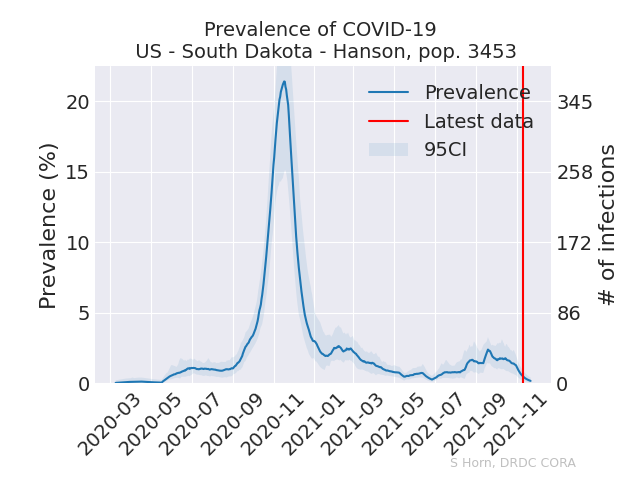 Prevalence of COVID-19
US - South Dakota - Hanson, pop. 3453
Prevalence
Latest data
95CI
Prevalence (%)
20
15
10
5
0
345
258
172
86
0
# of infections
2020-03
2020-05
2020-07
2020-09
2020-11
2021-01
2021-03
2021-05
2021-07
2021-09
2021-11
S Horn, DRDC CORA